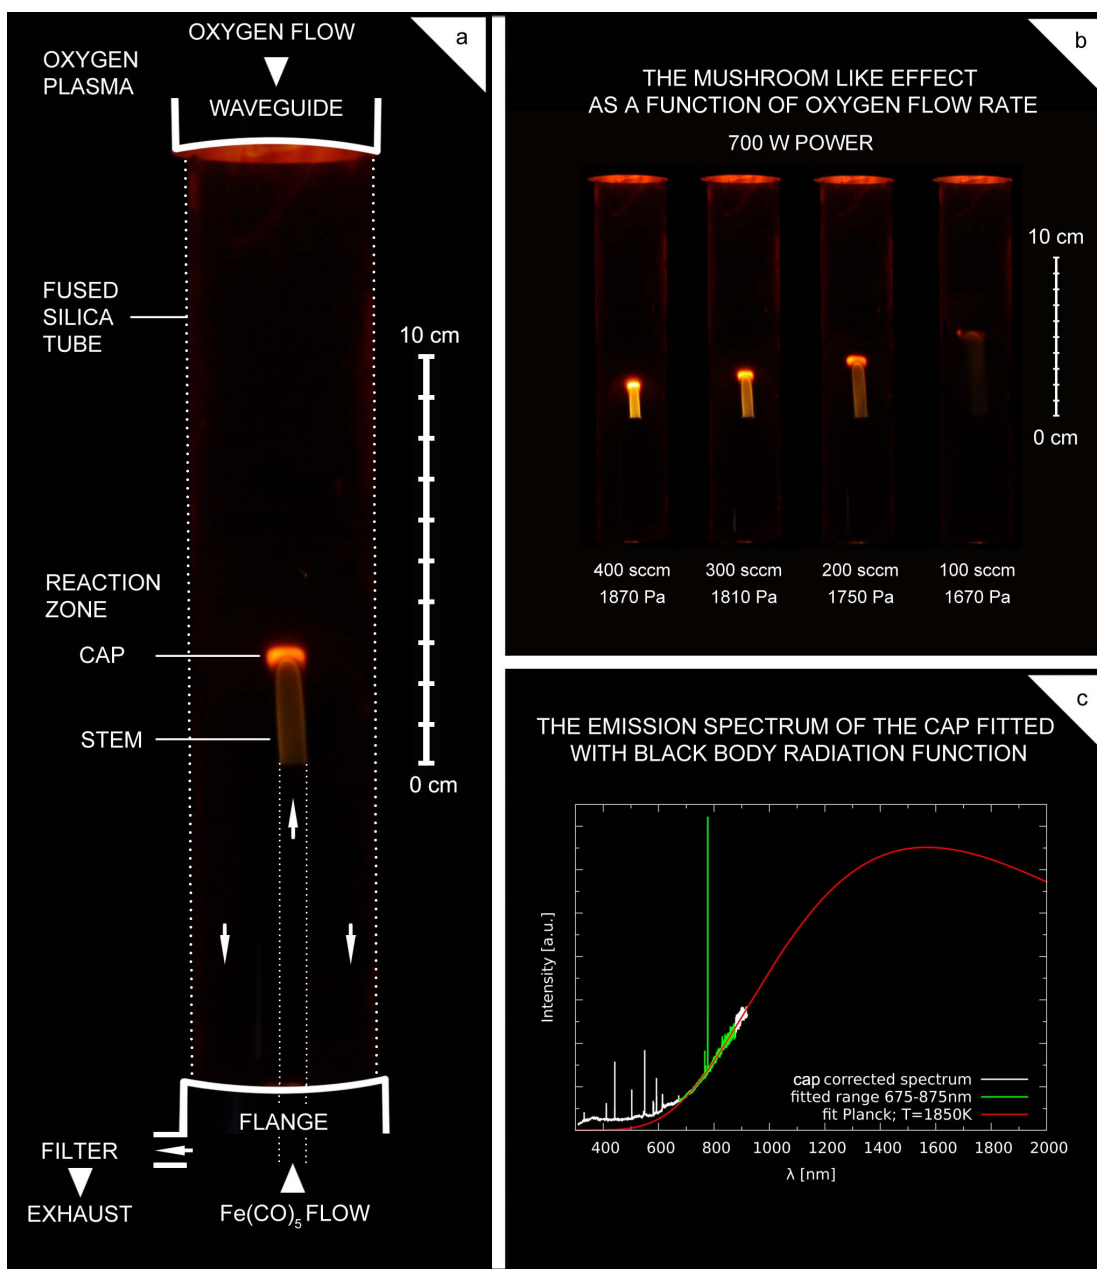 a
OXYGEN FLOW
OXYGEN
PLASMA
WAVEGUIDE
FUSED
SILICA
TUBE
10 cm
REACTION
ZONE
CAP
STEM
0 cm
FLANGE
FILTER
EXHAUST
Fe(CO)₅ FLOW
b
THE MUSHROOM LIKE EFFECT
AS A FUNCTION OF OXYGEN FLOW RATE
700 W POWER
10 cm
0 cm
400 sccm 300 sccm 200 sccm 100 sccm
1870 Pa 1810 Pa 1750 Pa 1670 Pa
c
THE EMISSION SPECTRUM OF THE CAP FITTED
WITH BLACK BODY RADIATION FUNCTION
Intensity [a.u.]
cap corrected spectrum
fitted range 675-875nm
fit Planck; T=1850K
400 600 800 1000 1200 1400 1600 1800 2000
λ [nm]